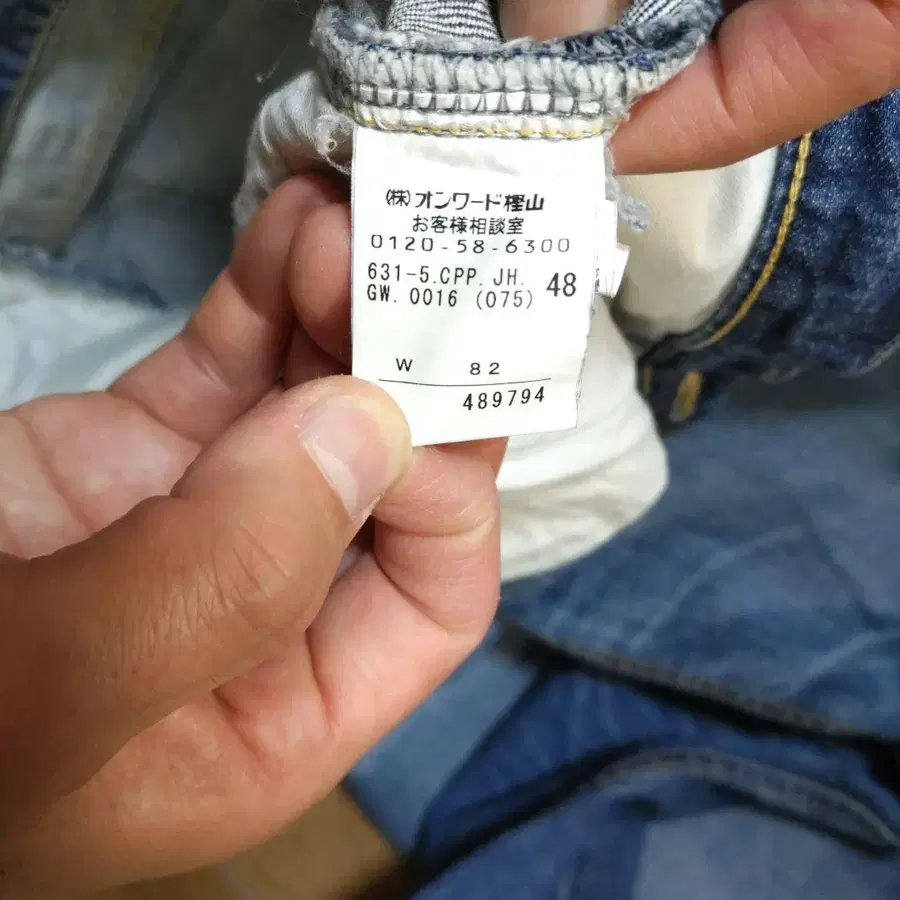 ㈱オンワード樫山
お客様相談室
0120-58-6300
631-5.CPP.JH. 48
GW.0016 (075)
W 82
489794